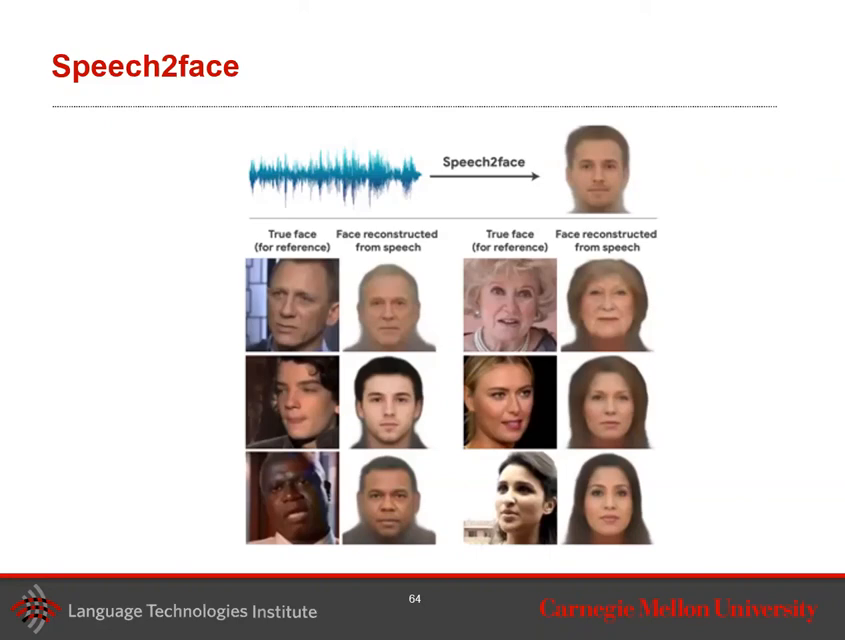 Speech2face
Speech2face
True face
(for reference)
Face reconstructed
from speech
True face
(for reference)
Face reconstructed
from speech
64
Language Technologies Institute
Carnegie Mellon University